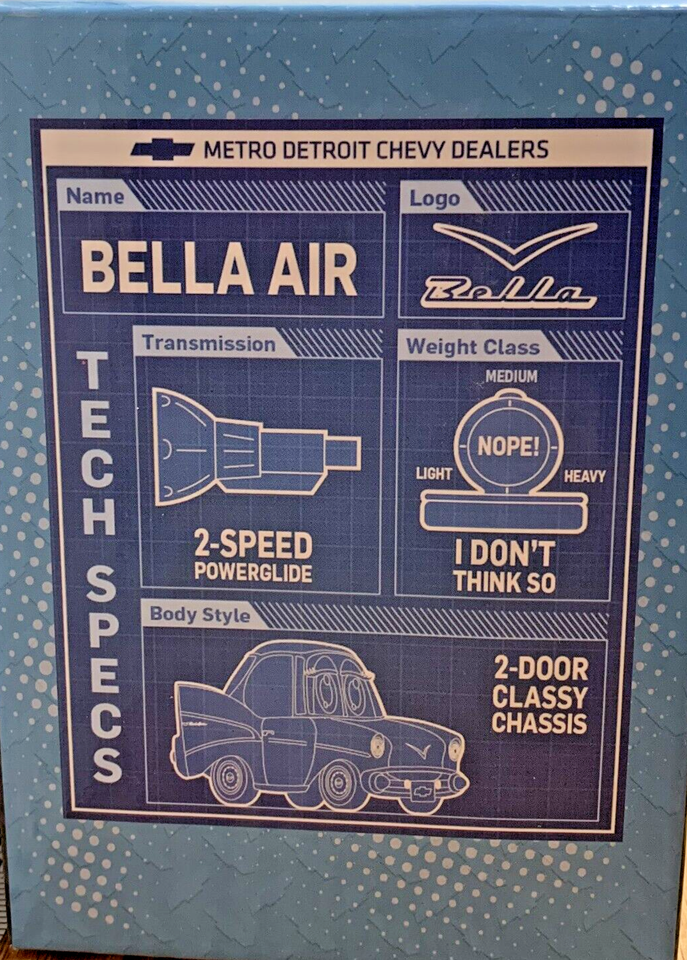 METRO DETROIT CHEVY DEALERS
Name
BELLA AIR
Logo
Bella
TECH SPECS
Transmission
2-SPEED
POWERGLIDE
Weight Class
MEDIUM
NOPE!
LIGHT
HEAVY
I DON'T
THINK SO
Body Style
2-DOOR
CLASSY
CHASSIS